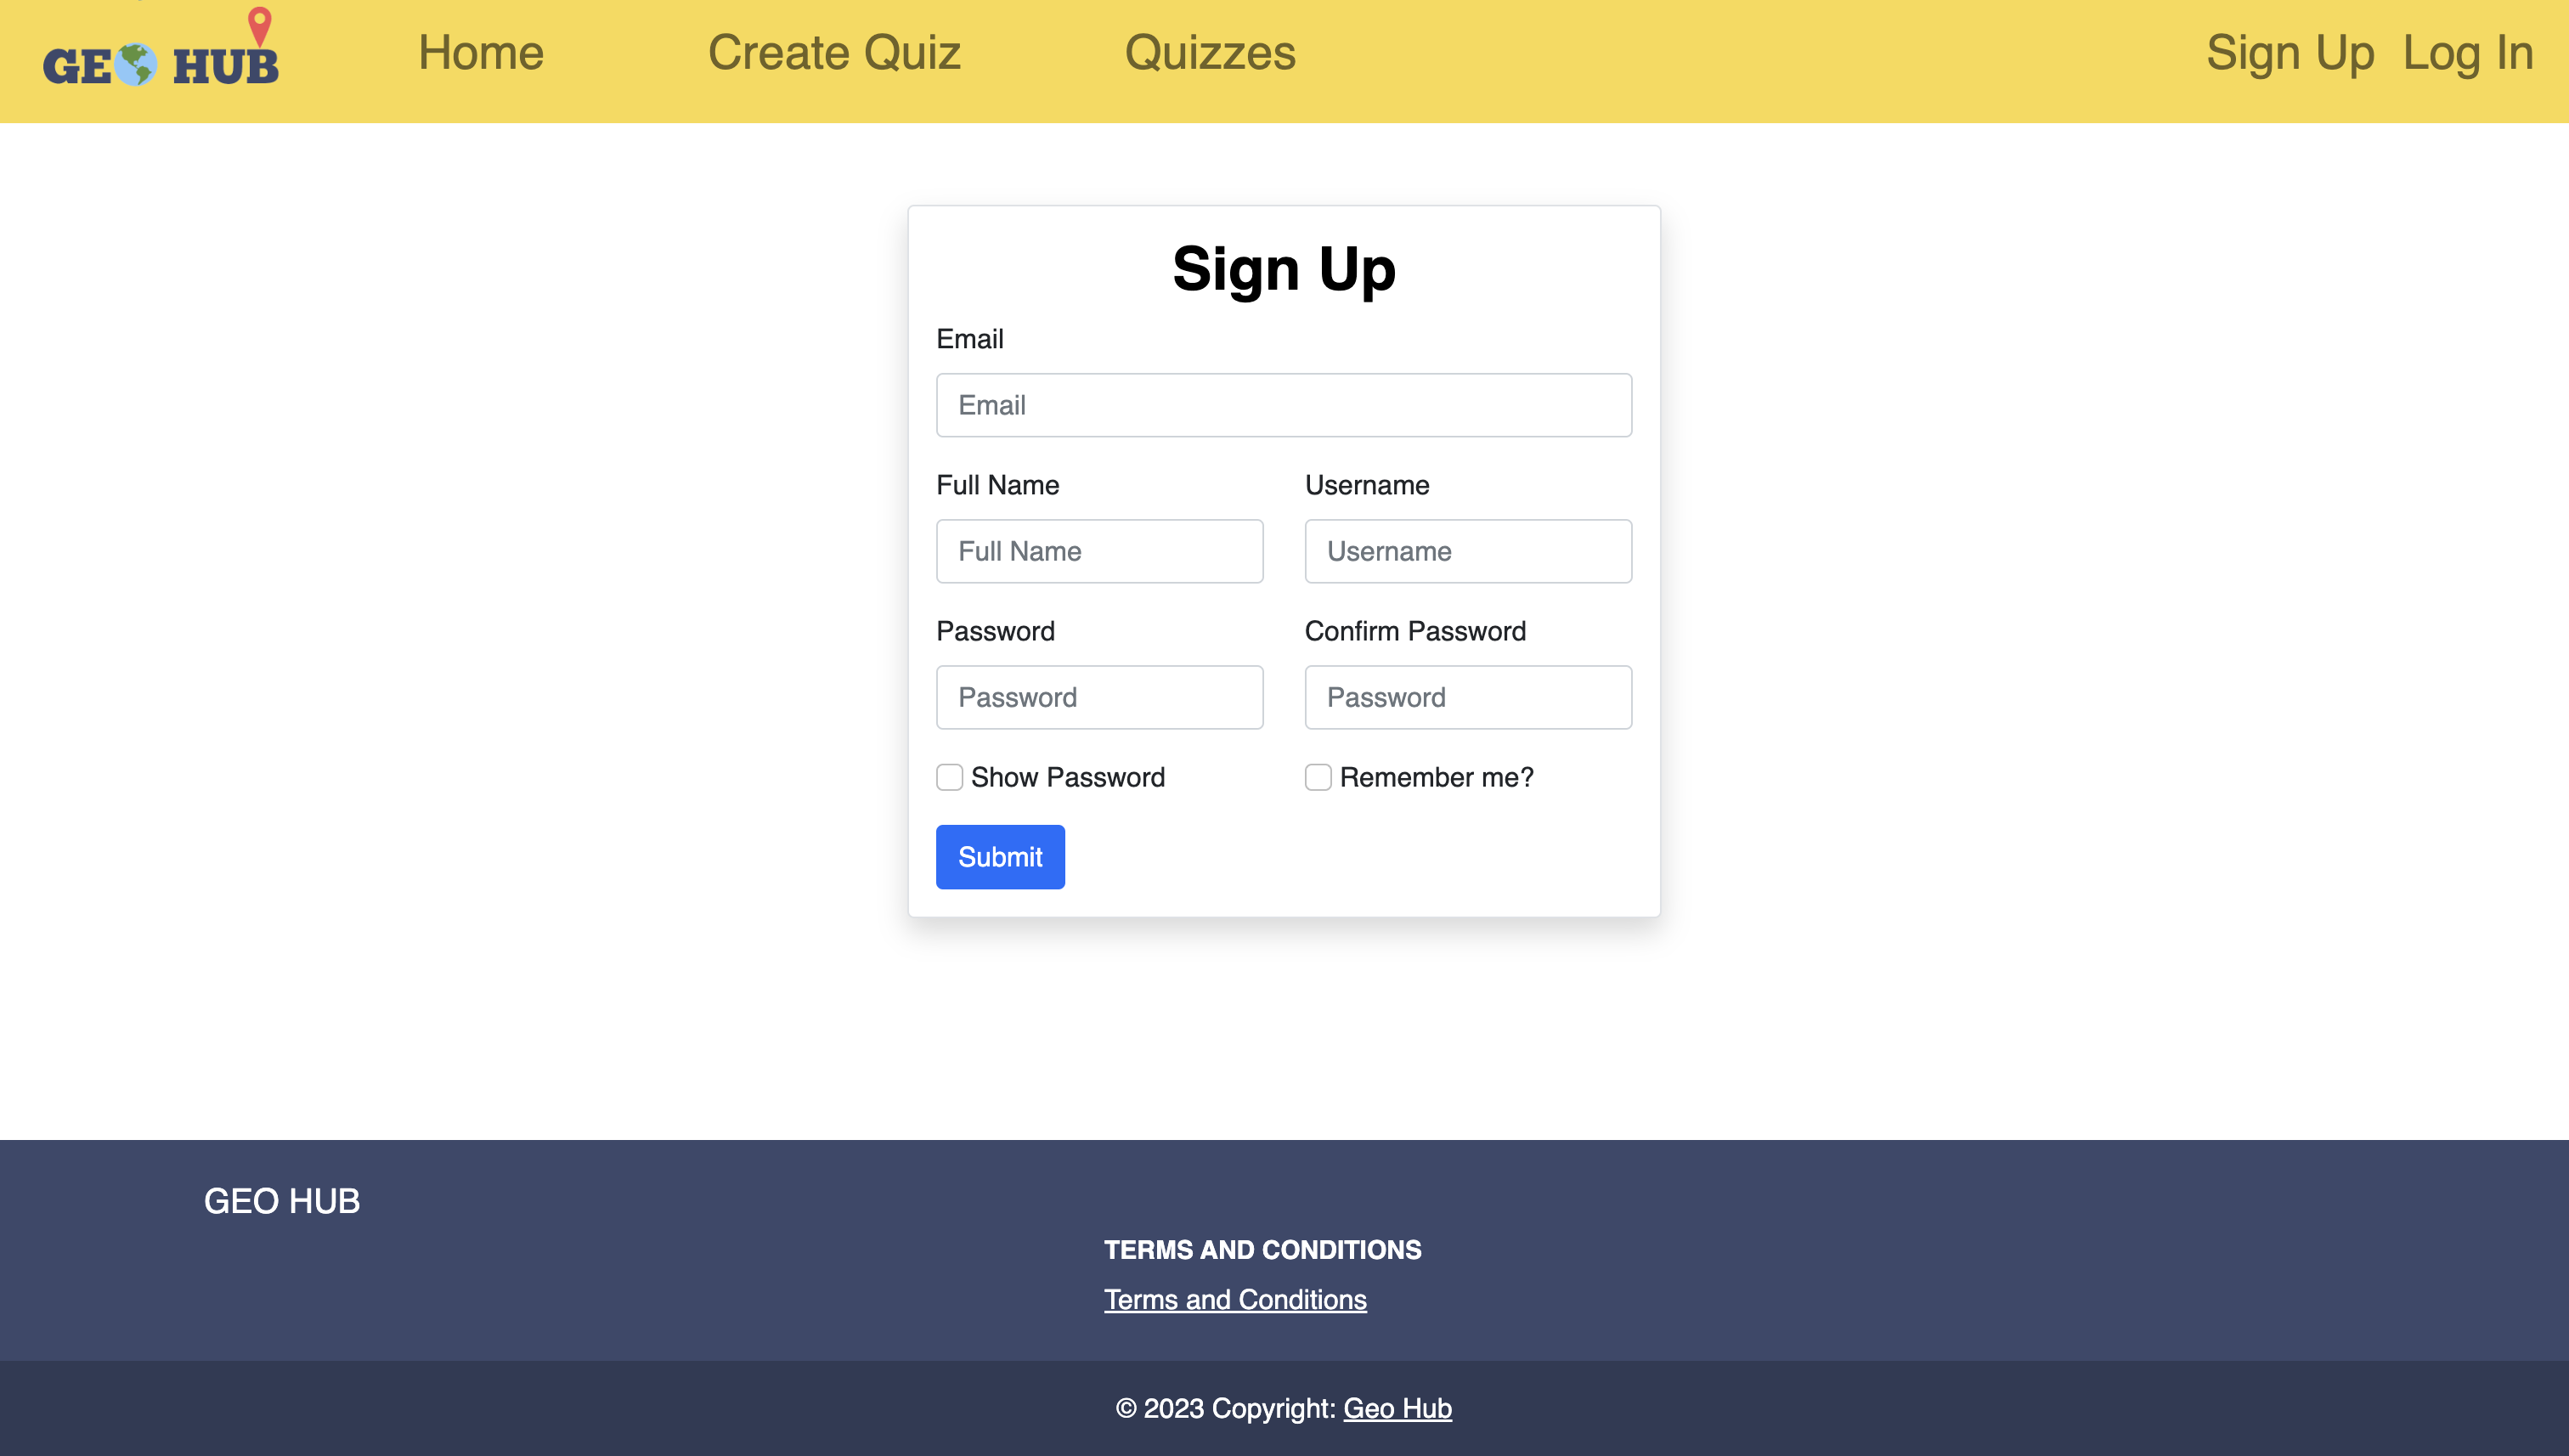 GEO HUB Home Create Quiz Quizzes Sign Up Log In
Sign Up
Email
Email
Full Name Username
Full Name Username
Password Confirm Password
Password Password
Show Password Remember me?
Submit
GEO HUB
TERMS AND CONDITIONS
Terms and Conditions
© 2023 Copyright: Geo Hub